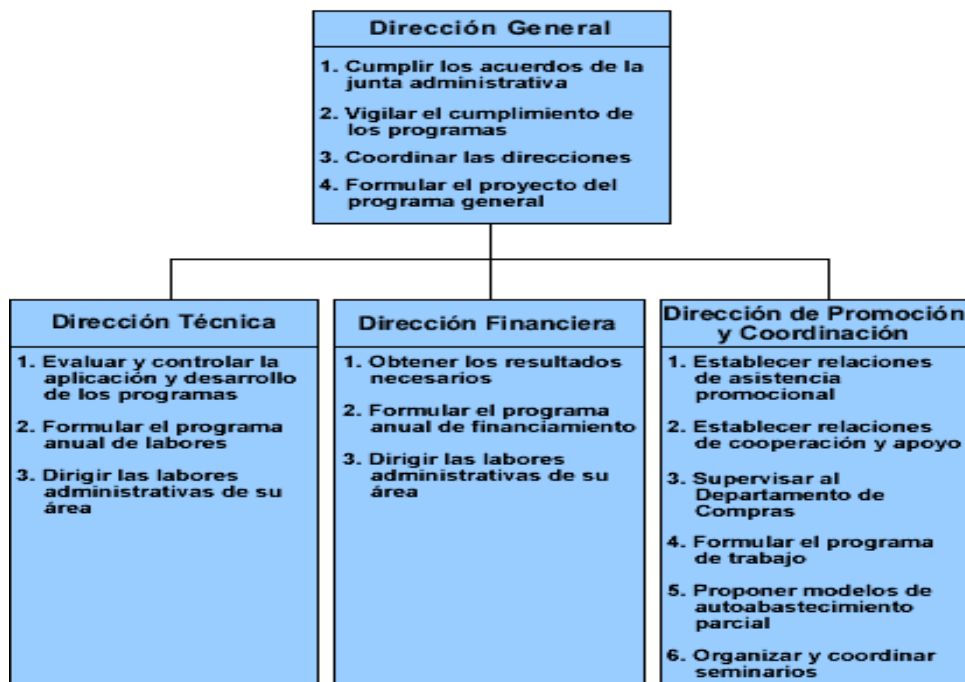 Dirección General
1. Cumplir los acuerdos de la
junta administrativa
2. Vigilar el cumplimiento de
los programas
3. Coordinar las direcciones
4. Formular el proyecto del
programa general
Dirección Técnica
1. Evaluar y controlar la
aplicación y desarrollo
de los programas
2. Formular el programa
anual de labores
3. Dirigir las labores
administrativas de su
área
Dirección Financiera
1. Obtener los resultados
necesarios
2. Formular el programa
anual de financiamiento
3. Dirigir las labores
administrativas de su
área
Dirección de Promoción
y Coordinación
1. Establecer relaciones
de asistencia
promocional
2. Establecer relaciones
de cooperación y apoyo
3. Supervisar al
Departamento de
Compras
4. Formular el programa
de trabajo
5. Proponer modelos de
autoabastecimiento
parcial
6. Organizar y coordinar
seminarios